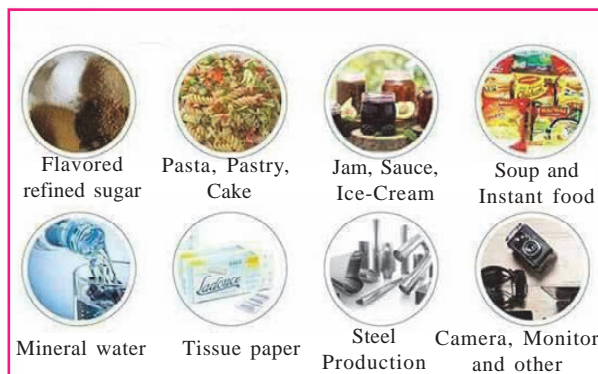 Flavored
refined sugar
Pasta, Pastry,
Cake
Jam, Sauce,
Ice-Cream
Soup and
Instant food
Ladouce
Mineral water
Tissue paper
Steel
Production
Camera, Monitor
and other